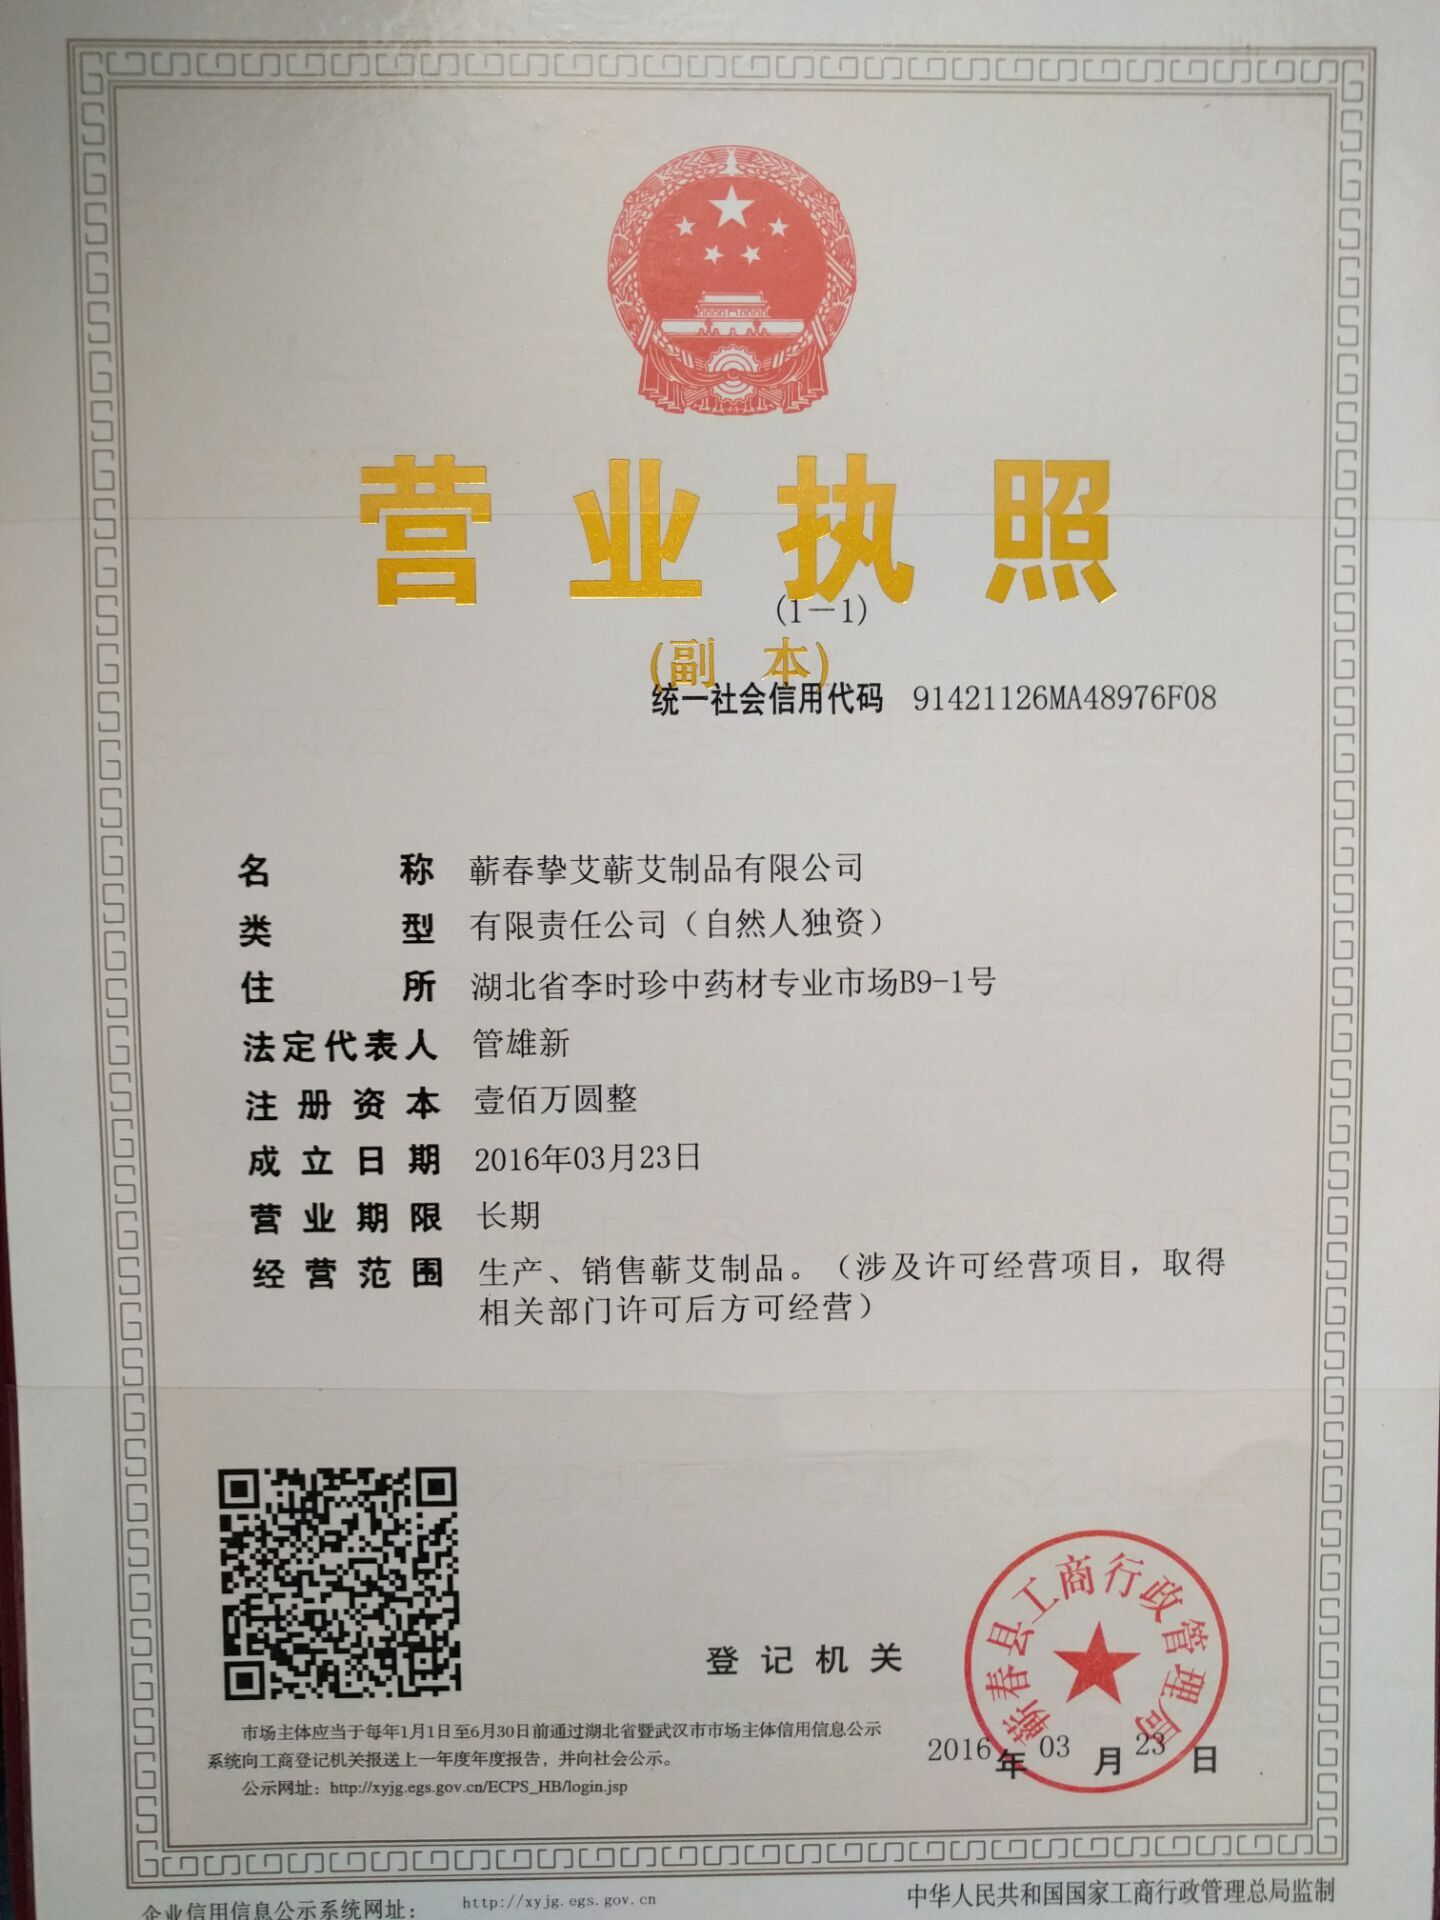 营业执照
(1－1)
(副 本)
统一社会信用代码 91421126MA48976F08
名 称 蕲春挚艾蕲艾制品有限公司
类 型 有限责任公司（自然人独资）
住 所 湖北省李时珍中药材专业市场B9-1号
法定代表人 管雄新
注册资本 壹佰万圆整
成立日期 2016年03月23日
营业期限 长期
经营范围 生产、销售蕲艾制品。（涉及许可经营项目，取得
相关部门许可后方可经营）
登记机关
蕲春县工商行政管理局
2016年03月23日
市场主体应当于每年1月1日至6月30日前通过湖北省暨武汉市市场主体信用信息公示
系统向工商登记机关报送上一年度年度报告，并向社会公示。
公示网址：http://xyjg.egs.gov.cn/ECPS_HB/login.jsp
企业信用信息公示系统网址： http://xyjg.egs.gov.cn
中华人民共和国国家工商行政管理总局监制